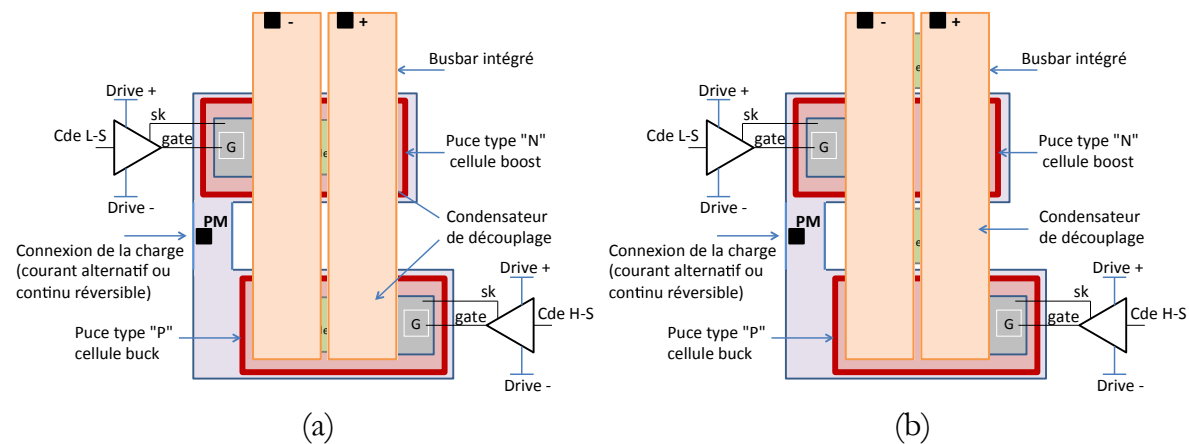 - +
Busbar intégré
Drive +
sk
Cde L-S
gate
G
Drive -
Puce type "N"
cellule boost
PM
Condensateur
de découplage
Connexion de la charge
(courant alternatif ou
continu réversible)
Drive +
sk
Cde H-S
gate
G
Puce type "P"
cellule buck
Drive -
(a)
- +
Busbar intégré
Drive +
sk
Cde L-S
gate
G
Drive -
Puce type "N"
cellule boost
PM
Condensateur
de découplage
Connexion de la charge
(courant alternatif ou
continu réversible)
Drive +
sk
Cde H-S
gate
G
Puce type "P"
cellule buck
Drive -
(b)